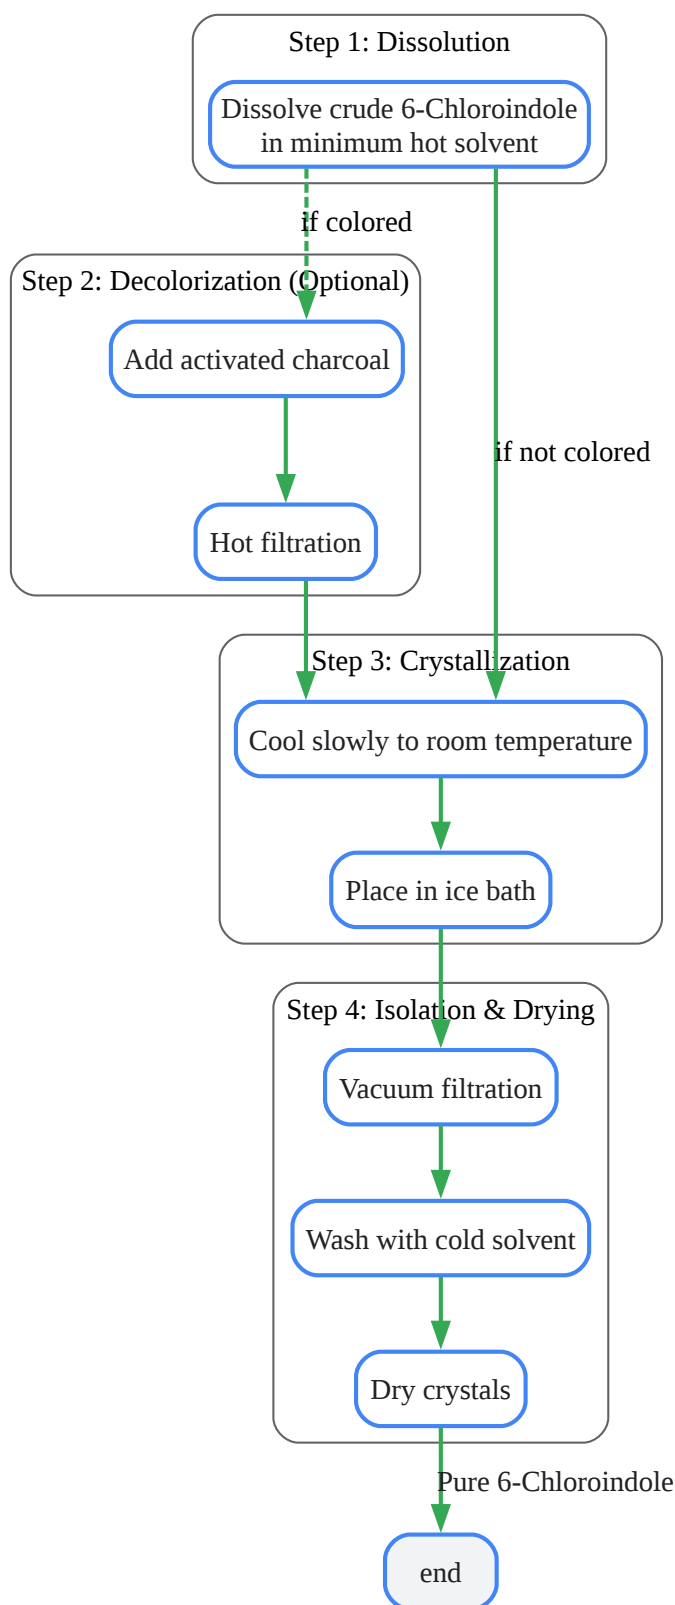 Step 1: Dissolution
Dissolve crude 6-Chloroindole
in minimum hot solvent
if colored
Step 2: Decolorization (Optional)
Add activated charcoal
if not colored
Hot filtration
Step 3: Crystallization
Cool slowly to room temperature
Place in ice bath
Step 4: Isolation & Drying
Vacuum filtration
Wash with cold solvent
Dry crystals
Pure 6-Chloroindole
end